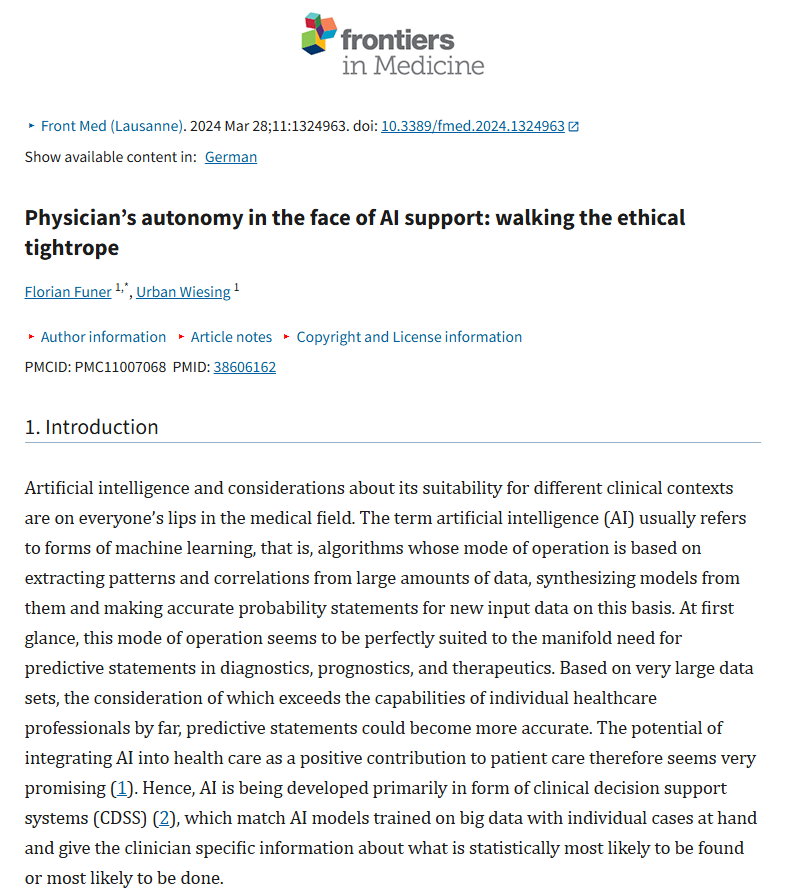 frontiers
in Medicine
Front Med (Lausanne). 2024 Mar 28;11:1324963. doi: 10.3389/fmed.2024.1324963
Show available content in: German
Physician’s autonomy in the face of AI support: walking the ethical
tightrope
Florian Funer 1,*, Urban Wiesing 1
Author information Article notes Copyright and License information
PMCID: PMC11007068 PMID: 38606162
1. Introduction
Artificial intelligence and considerations about its suitability for different clinical contexts
are on everyone’s lips in the medical field. The term artificial intelligence (AI) usually refers
to forms of machine learning, that is, algorithms whose mode of operation is based on
extracting patterns and correlations from large amounts of data, synthesizing models from
them and making accurate probability statements for new input data on this basis. At first
glance, this mode of operation seems to be perfectly suited to the manifold need for
predictive statements in diagnostics, prognostics, and therapeutics. Based on very large data
sets, the consideration of which exceeds the capabilities of individual healthcare
professionals by far, predictive statements could become more accurate. The potential of
integrating AI into health care as a positive contribution to patient care therefore seems very
promising (1). Hence, AI is being developed primarily in form of clinical decision support
systems (CDSS) (2), which match AI models trained on big data with individual cases at hand
and give the clinician specific information about what is statistically most likely to be found
or most likely to be done.